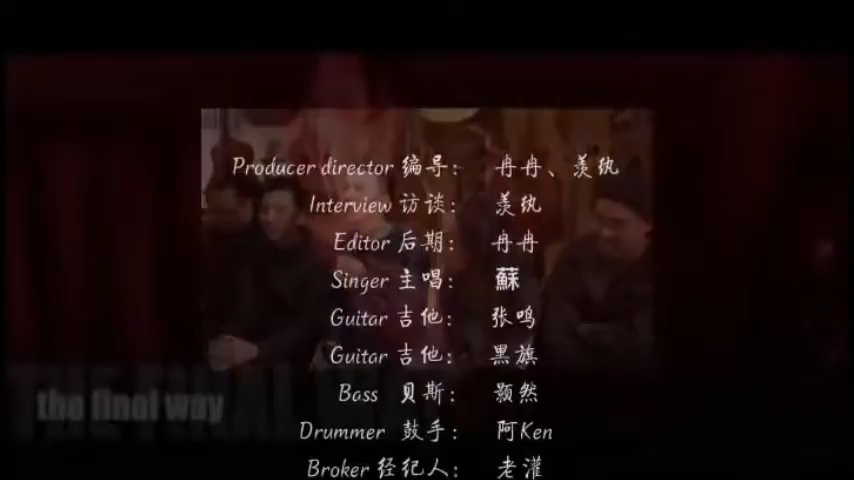 Producer director 编导： 冉冉、羡纨
Interview 访谈： 羡纨
Editor 后期： 冉冉
Singer 主唱： 蘇
Guitar 吉他： 张鸣
Guitar 吉他： 黑旗
Bass 贝斯： 颢然
Drummer 鼓手： 阿Ken
Broker 经纪人： 老灌
the final way